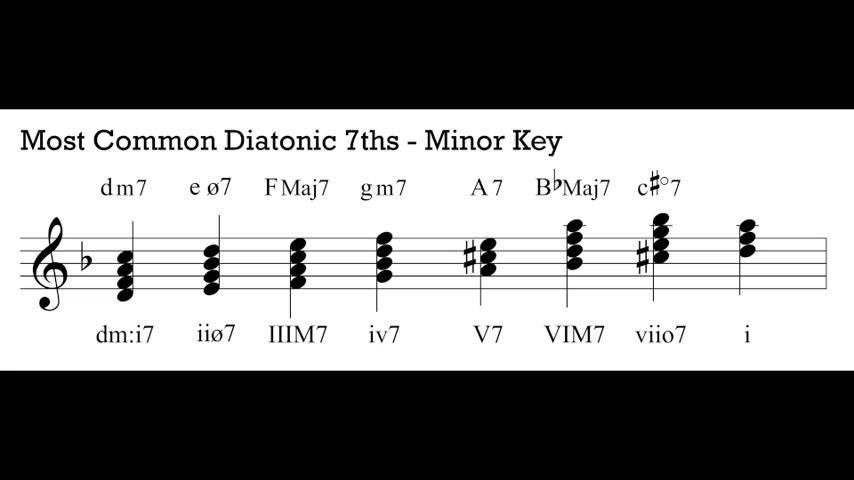 Most Common Diatonic 7ths - Minor Key
dm7 eø7 FMaj7 gm7 A7 B♭Maj7 c♯°7
dm:i7 iiø7 IIIM7 iv7 V7 VIM7 viio7 i